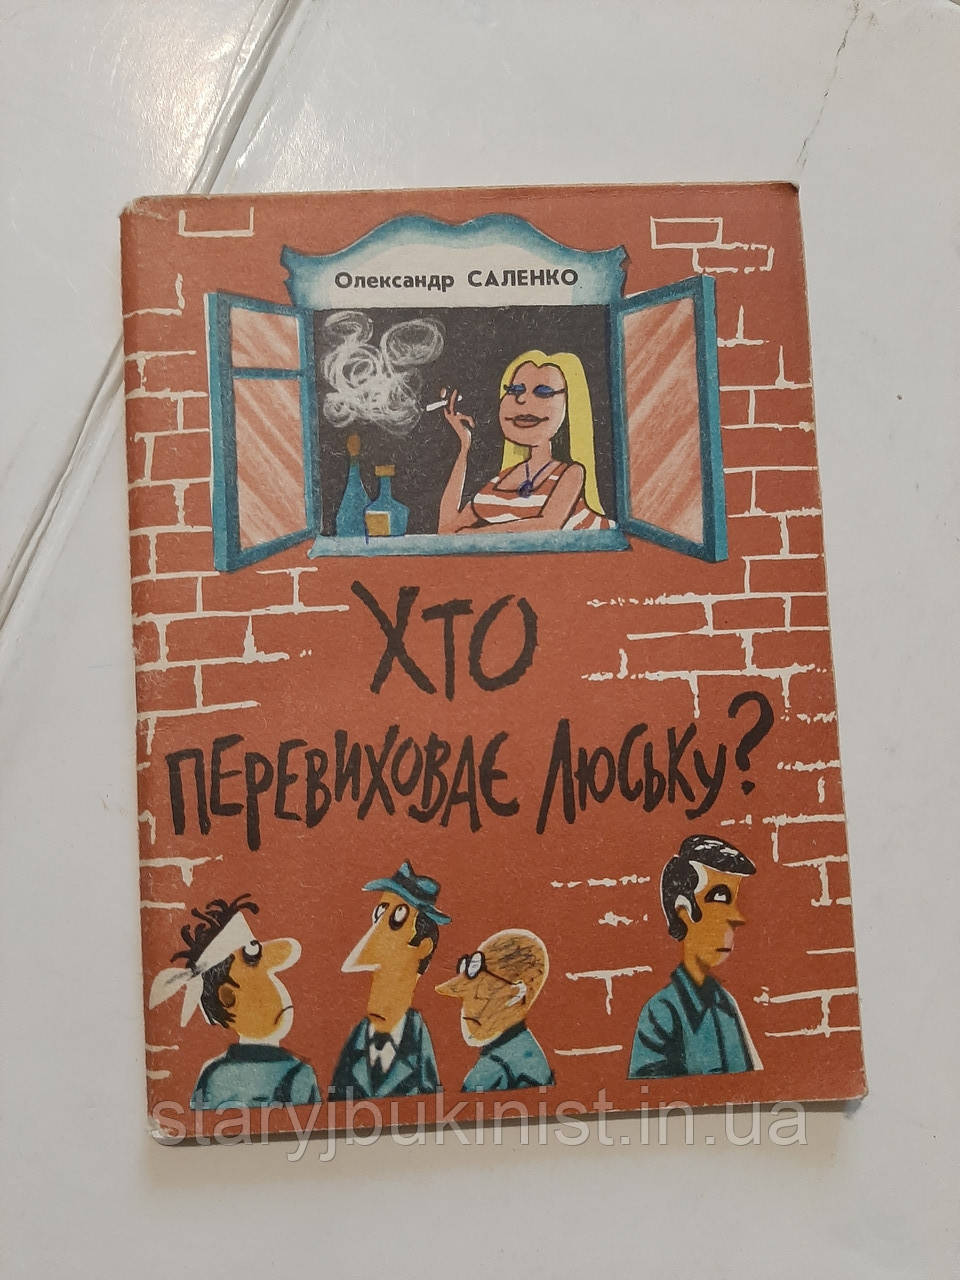 Олександр САЛЕНКО
ХТО
ПЕРЕВИХОВАЄ ЛЮСЬКУ?
staryjbukinist.in.ua